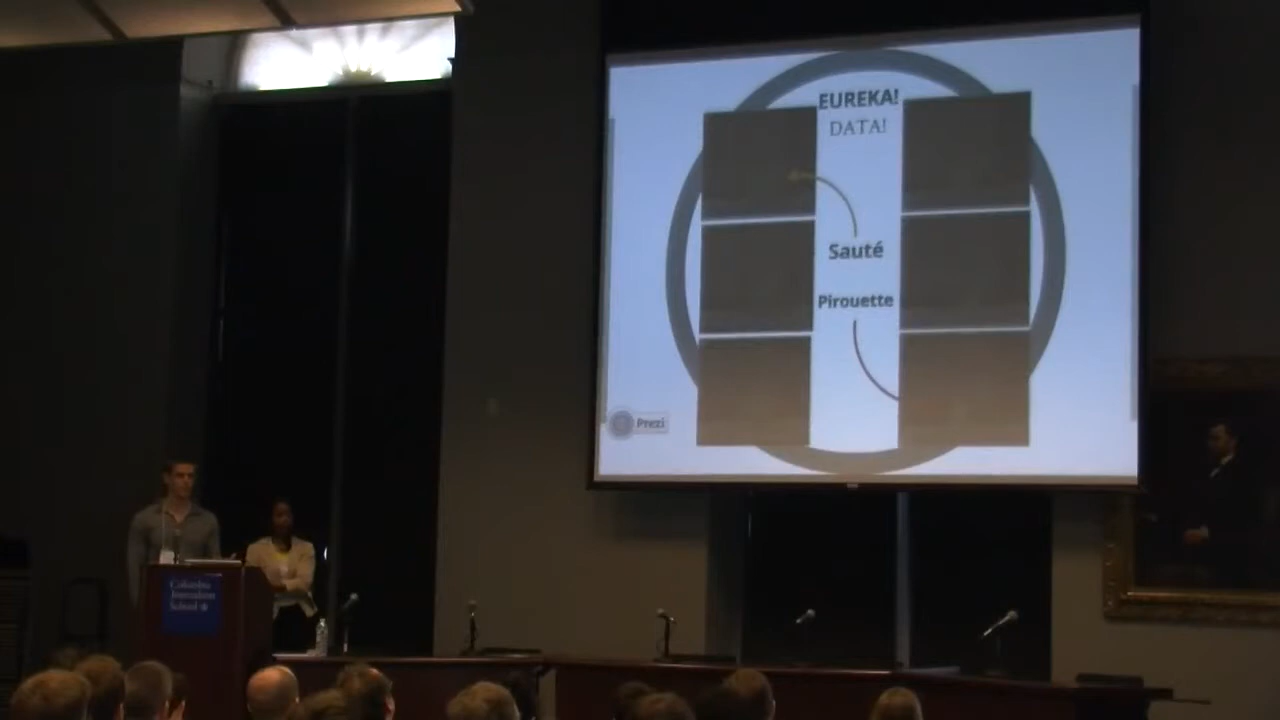 EUREKA!
DATA!
Sauté
Pirouette
Prezi
Columbia
Journalism
School